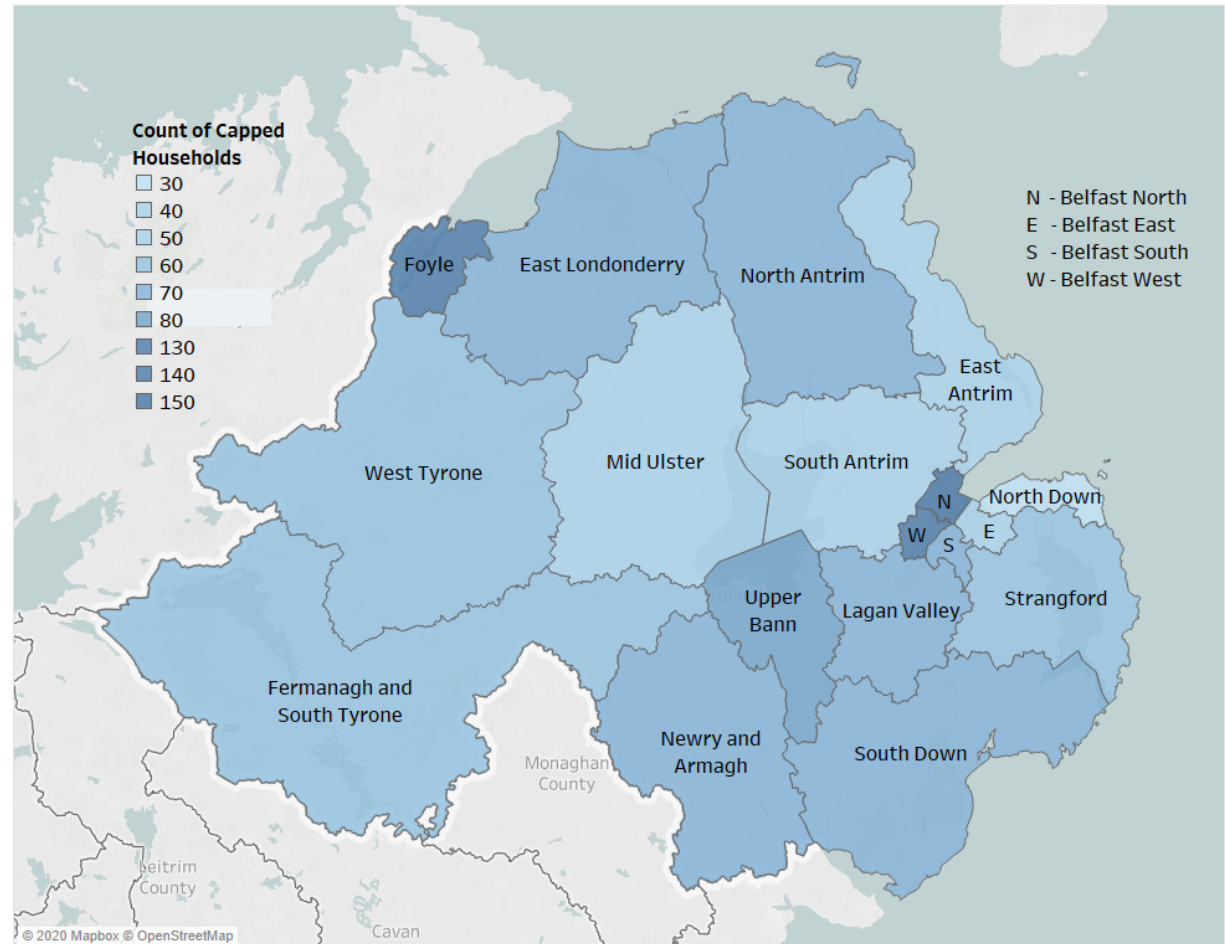 Count of Capped
Households
30
40
50
60
70
80
130
140
150
N - Belfast North
E - Belfast East
S - Belfast South
W - Belfast West
Foyle
East Londonderry
North Antrim
East
Antrim
West Tyrone
Mid Ulster
South Antrim
North Down
N
W
E
S
Upper
Bann
Lagan Valley
Strangford
Fermanagh and
South Tyrone
Newry and
Armagh
South Down
Monaghan
County
Leitrim
County
Cavan
© 2020 Mapbox © OpenStreetMap